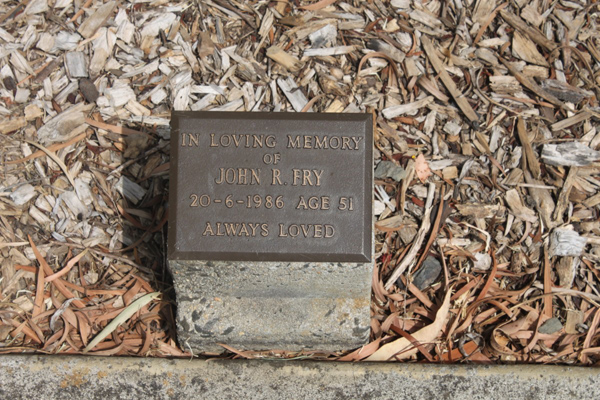 IN LOVING MEMORY
OF
JOHN R. FRY
20-6-1986 AGE 51
ALWAYS LOVED